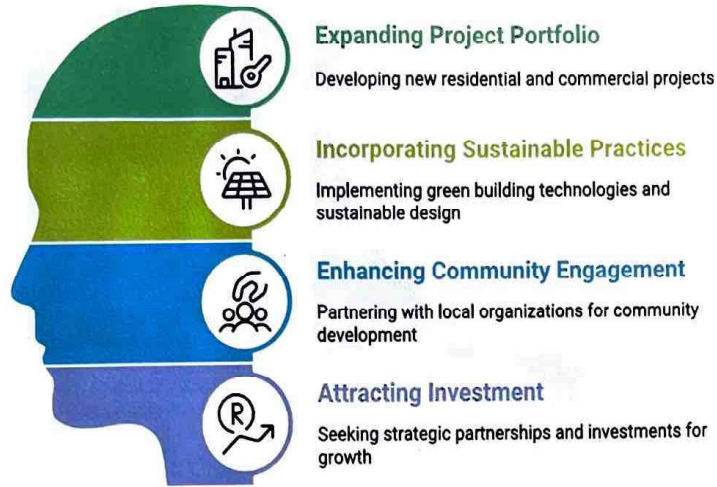 Expanding Project Portfolio
Developing new residential and commercial projects
Incorporating Sustainable Practices
Implementing green building technologies and
sustainable design
Enhancing Community Engagement
Partnering with local organizations for community
development
R
Attracting Investment
Seeking strategic partnerships and investments for
growth